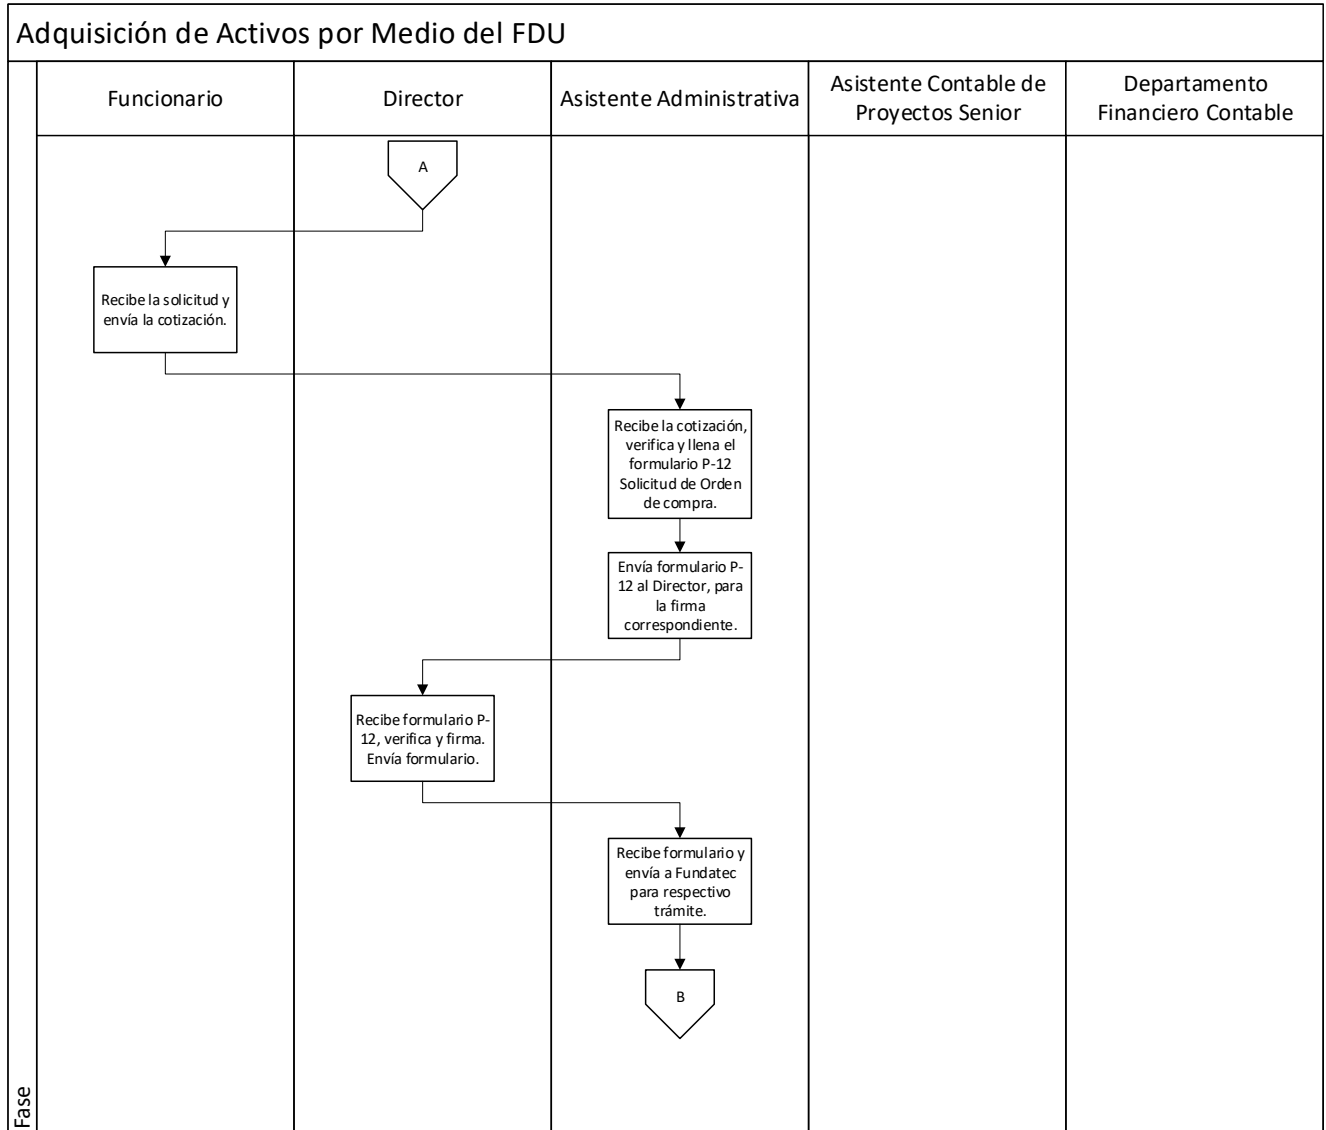 Adquisición de Activos por Medio del FDU
Funcionario
Director
Asistente Administrativa
Asistente Contable de
Proyectos Senior
Departamento
Financiero Contable
A
Recibe la solicitud y
envía la cotización.
Recibe la cotización,
verifica y llena el
formulario P-12
Solicitud de Orden
de compra.
Envía formulario P-
12 al Director, para
la firma
correspondiente.
Recibe formulario P-
12, verifica y firma.
Envía formulario.
Recibe formulario y
envía a Fundatec
para respectivo
trámite.
B
Fase